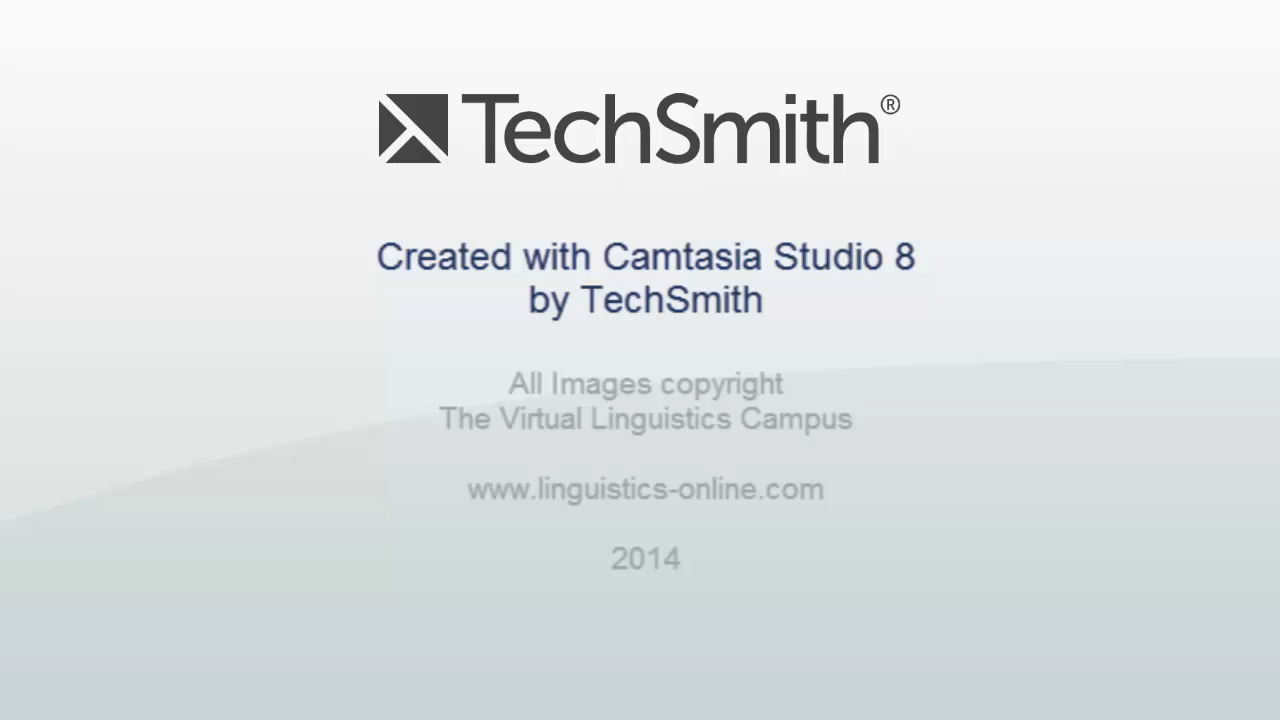 TechSmith®
Created with Camtasia Studio 8
by TechSmith
All Images copyright
The Virtual Linguistics Campus
www.linguistics-online.com
2014